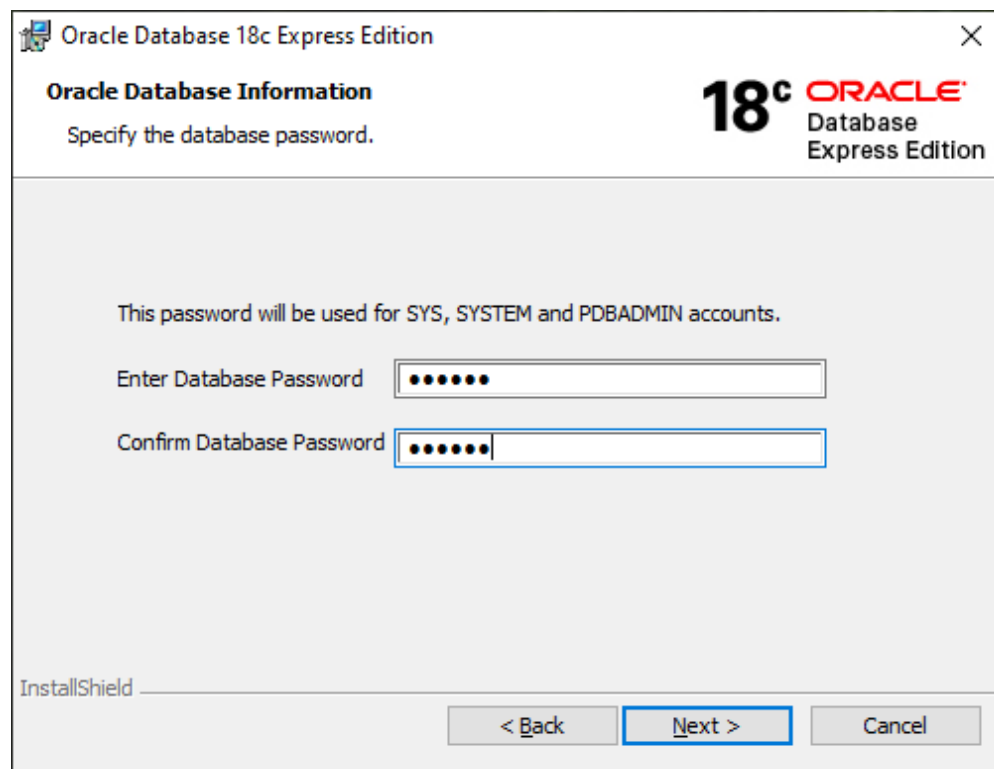 Oracle Database 18c Express Edition
Oracle Database Information
Specify the database password.
18c ORACLE
Database
Express Edition
This password will be used for SYS, SYSTEM and PDBADMIN accounts.
Enter Database Password ••••••
Confirm Database Password ••••••
InstallShield
< Back Next > Cancel